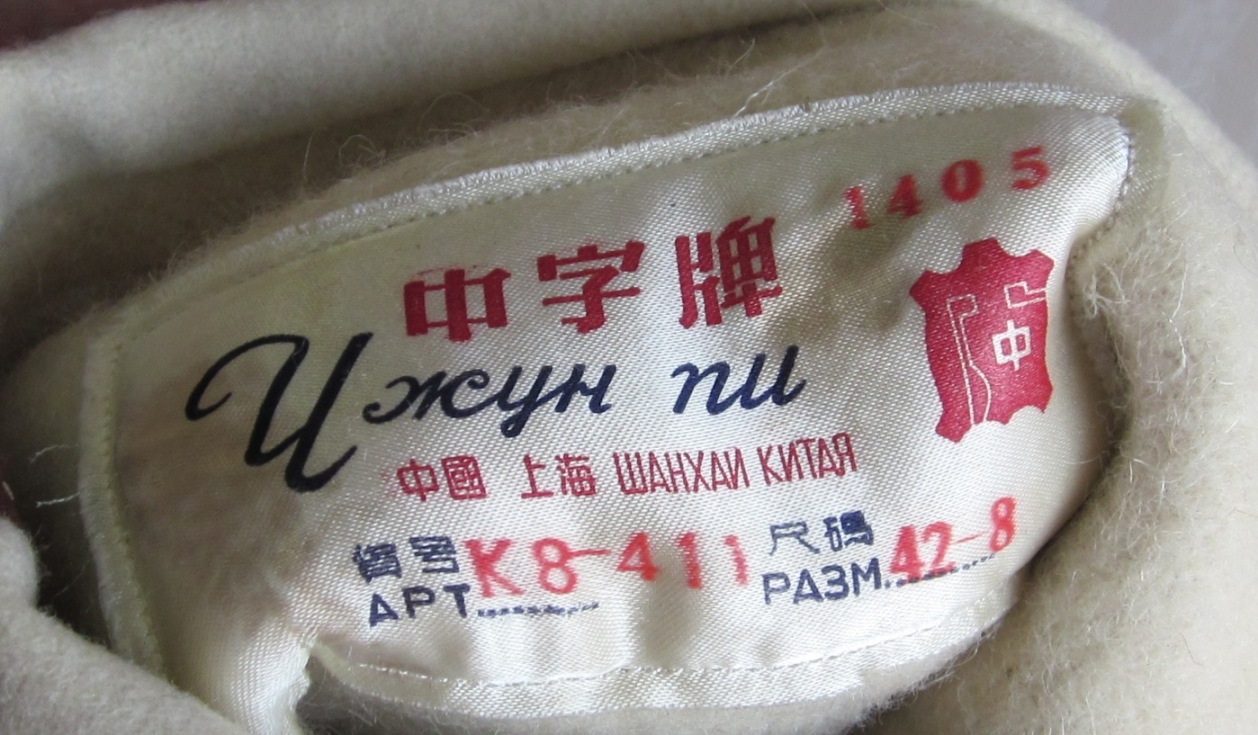 1405
中字牌
中
Чжун пи
中國 上海 ШАНХАЙ КИТАЯ
貨号 K8-411 尺碼 42-8
АРТ. РАЗМ.